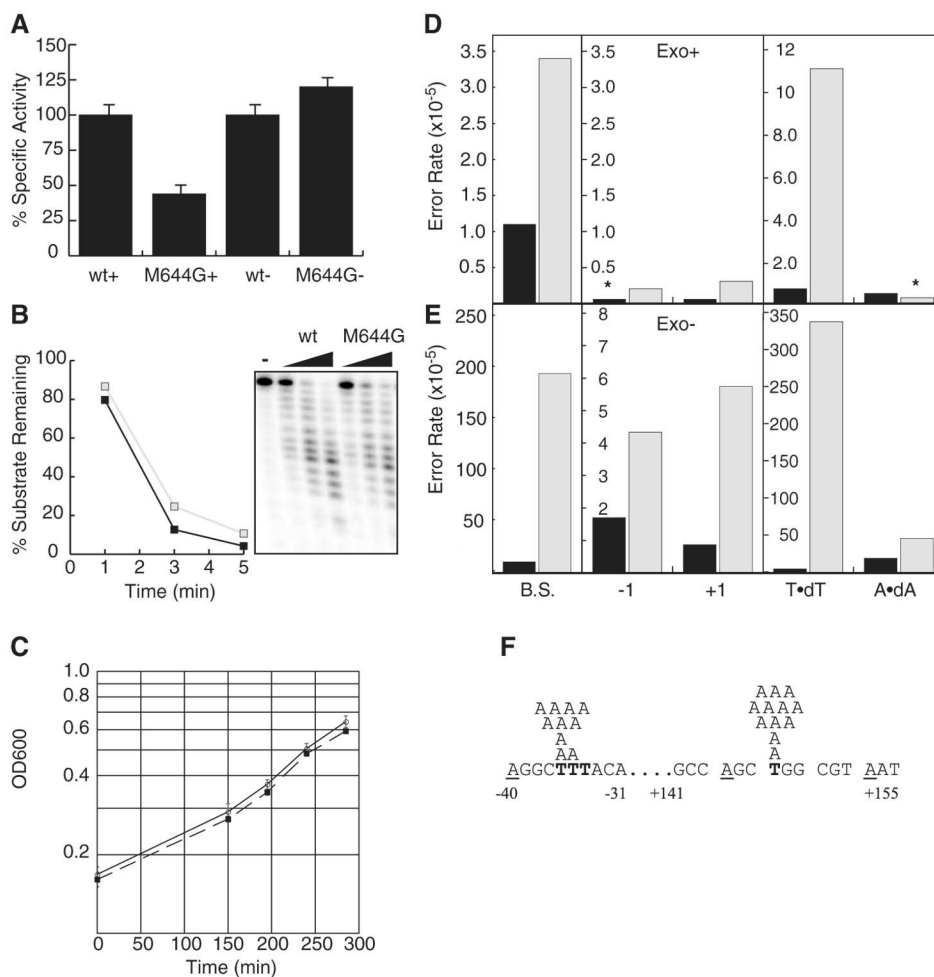 A
% Specific Activity
125
100
75
50
25
0
wt+ M644G+ wt- M644G-
B
wt M644G
-
% Substrate Remaining
100
80
60
40
20
0
1 3 5
Time (min)
C
OD600
1.0
0.8
0.6
0.4
0.2
0 50 100 150 200 250 300
Time (min)
D
Exo+
Error Rate (x10-5)
3.5
3.0
2.5
2.0
1.5
1.0
0.5
3.5
3.0
2.5
2.0
1.5
1.0
0.5
*
12
10
8.0
6.0
4.0
2.0
*
E
Exo-
Error Rate (x10-5)
250
200
150
100
50
8
7
6
5
4
3
2
1
350
300
250
200
150
100
50
B.S. -1 +1 T•dT A•dA
F
AAAA AAA
AAA AAAA
A AAA
AA A
A
AGGCTTTACA....GCC AGC TGG CGT AAT
-40 -31 +141 +155